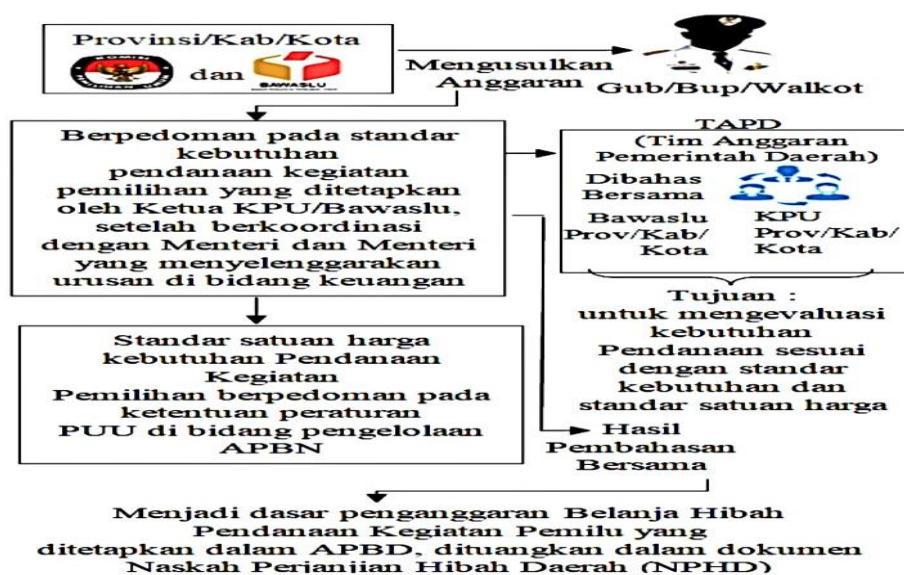 Provinsi/Kab/Kota
dan
BAWASLU
Mengusulkan
Anggaran
Gub/Bup/Walkot
Berpedoman pada standar
kebutuhan
pendanaan kegiatan
pemilihan yang ditetapkan
oleh Ketua KPU/Bawaslu,
setelah berkoordinasi
dengan Menteri dan Menteri
yang menyelenggarakan
urusan di bidang keuangan
TAPD
(Tim Anggaran
Pemerintah Daerah)
Dibahas
Bersama
Bawaslu
Prov/Kab/
Kota
KPU
Prov/Kab/
Kota
Standar satuan harga
kebutuhan Pendanaan
Kegiatan
Pemilihan berpedoman pada
ketentuan peraturan
PUU di bidang pengelolaan
APBN
Tujuan :
untuk mengevaluasi
kebutuhan
Pendanaan sesuai
dengan standar
kebutuhan dan
standar satuan harga
Hasil
Pembahasan
Bersama
Menjadi dasar penganggaran Belanja Hibah
Pendanaan Kegiatan Pemilu yang
ditetapkan dalam APBD, dituangkan dalam dokumen
Naskah Perjanjian Hibah Daerah (NPHD)